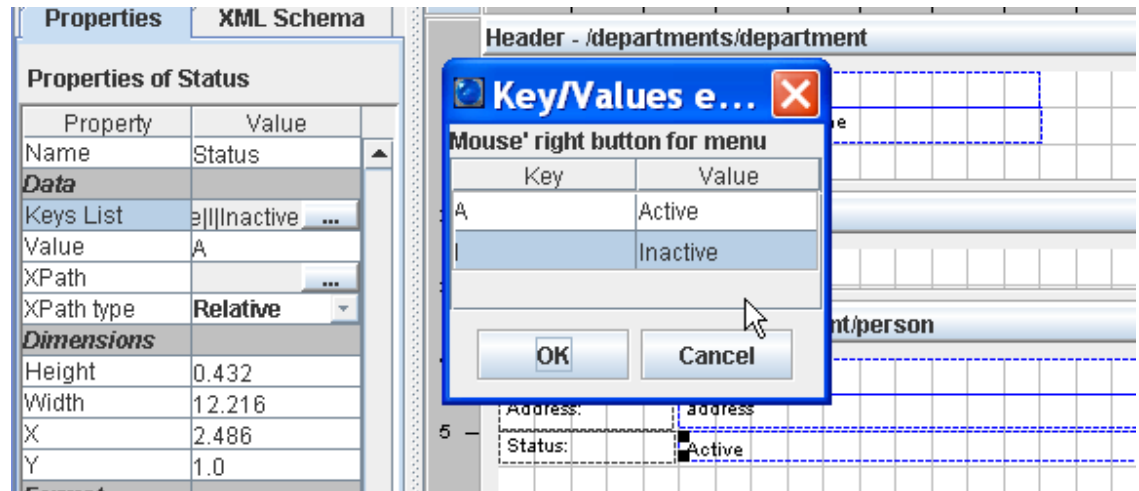 Properties XML Schema
Properties of Status
Property Value
Name Status
Data
Keys List e|I|Inactive ...
Value A
XPath ...
XPath type Relative
Dimensions
Height 0.432
Width 12.216
X 2.486
Y 1.0
Header - /departments/department
Key/Values e...
Mouse' right button for menu
Key Value
A Active
I Inactive
OK Cancel
nt/person
Address: address
5
Status: Active